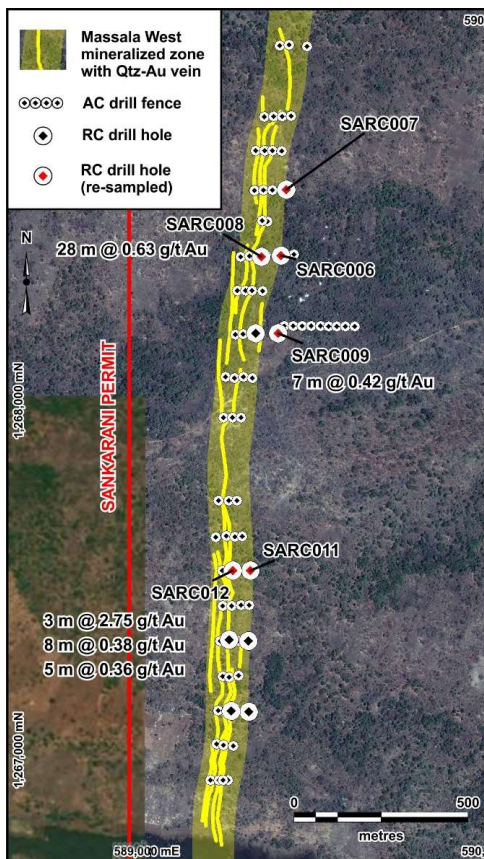 590,
Massala West
mineralized zone
with Qtz-Au vein
AC drill fence
RC drill hole
RC drill hole
(re-sampled)
SARC007
N
SARC008
28 m @ 0.63 g/t Au
SARC006
SARC009
7 m @ 0.42 g/t Au
1,268,000 mN
SANKARANI PERMIT
SARC011
SARC012
3 m @ 2.75 g/t Au
8 m @ 0.38 g/t Au
5 m @ 0.36 g/t Au
1,267,000 mN
0 500
metres
589,000 mE
590,